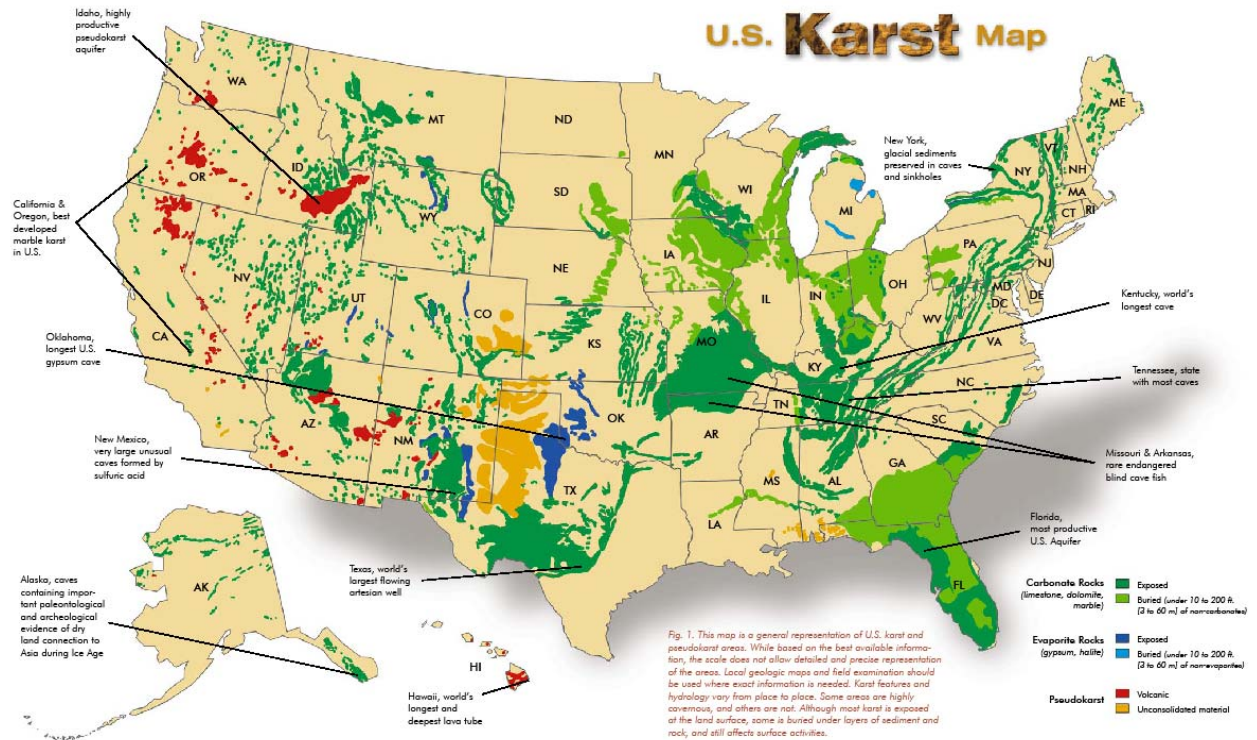 U.S. Karst Map
Idaho, highly
productive
pseudokarst
aquifer
California &
Oregon, best
developed
marble karst
in U.S.
Oklahoma,
longest U.S.
gypsum cave
New Mexico,
very large unusual
caves formed by
sulfuric acid
Alaska, caves
containing impor-
tant paleontological
and archeological
evidence of dry
land connection to
Asia during Ice Age
Texas, world's
largest flowing
artesian well
Hawaii, world's
longest and
deepest lava tube
New York,
glacial sediments
preserved in caves
and sinkholes
Kentucky, world's
longest cave
Tennessee, state
with most caves
Missouri & Arkansas,
rare endangered
blind cave fish
Florida,
most productive
U.S. Aquifer
WA
OR
ID
MT
ND
SD
MN
WI
MI
WY
NE
IA
IL
IN
OH
PA
NY
VT
NH
ME
MA
CT
RI
NJ
DE
MD
DC
WV
VA
NC
SC
GA
FL
AL
MS
TN
KY
MO
AR
LA
TX
OK
KS
CO
UT
NV
CA
AZ
NM
AK
HI
Carbonate Rocks
(limestone, dolomite,
marble)
Exposed
Buried (under 10 to 200 ft.
(3 to 60 m) of non-carbonates)
Evaporite Rocks
(gypsum, halite)
Exposed
Buried (under 10 to 200 ft.
(3 to 60 m) of non-evaporites)
Pseudokarst
Volcanic
Unconsolidated material
Fig. 1. This map is a general representation of U.S. karst and
pseudokarst areas. While based on the best available informa-
tion, the scale does not allow detailed and precise representation
of the areas. Local geologic maps and field examination should
be used where exact information is needed. Karst features and
hydrology vary from place to place. Some areas are highly
cavernous, and others are not. Although most karst is exposed
at the land surface, some is buried under layers of sediment and
rock, and still affects surface activities.